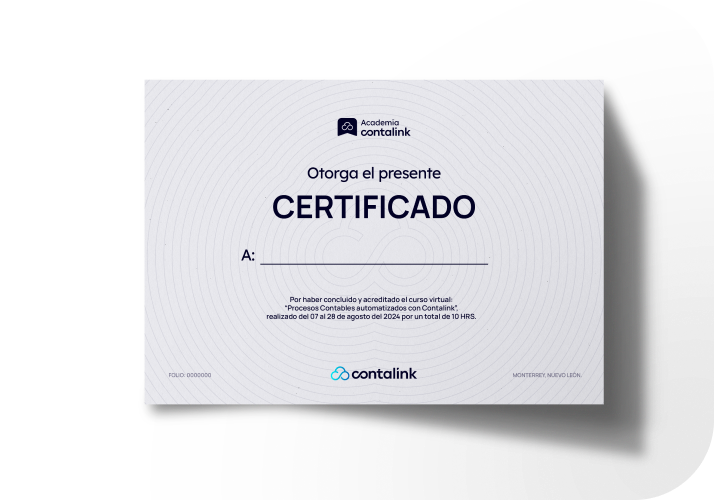 Academia
contalink
Otorga el presente
CERTIFICADO
A:
Por haber concluido y acreditado el curso virtual:
“Procesos Contables automatizados con Contalink”,
realizado del 07 al 28 de agosto del 2024 por un total de 10 HRS.
FOLIO: 0000000
contalink
MONTERREY, NUEVO LEÓN.